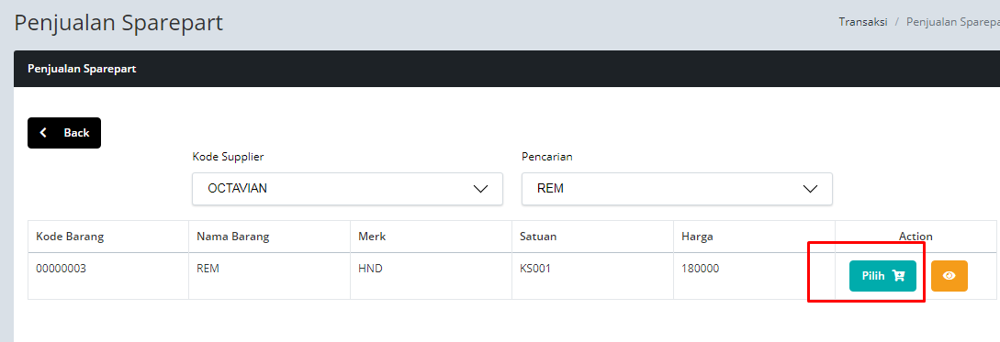 Penjualan Sparepart
Transaksi / Penjualan Sparepa
Penjualan Sparepart
Back
Kode Supplier Pencarian
OCTAVIAN REM
Kode Barang Nama Barang Merk Satuan Harga Action
00000003 REM HND KS001 180000 Pilih